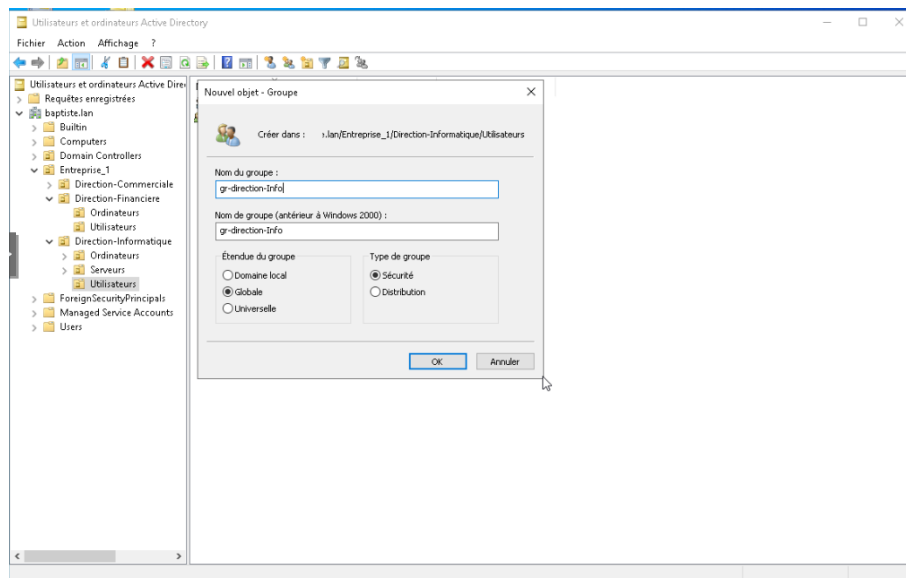 Utilisateurs et ordinateurs Active Directory
Fichier Action Affichage ?
Utilisateurs et ordinateurs Active Dire
Requêtes enregistrées
baptiste.lan
Builtin
Computers
Domain Controllers
Entreprise_1
Direction-Commerciale
Direction-Financiere
Ordinateurs
Utilisateurs
Direction-Informatique
Ordinateurs
Serveurs
Utilisateurs
ForeignSecurityPrincipals
Managed Service Accounts
Users
Nouvel objet - Groupe
Créer dans : .lan/Entreprise_1/Direction-Informatique/Utilisateurs
Nom du groupe :
gr-direction-Info
Nom de groupe (antérieur à Windows 2000) :
gr-direction-Info
Étendue du groupe
Domaine local
Globale
Universelle
Type de groupe
Sécurité
Distribution
OK Annuler